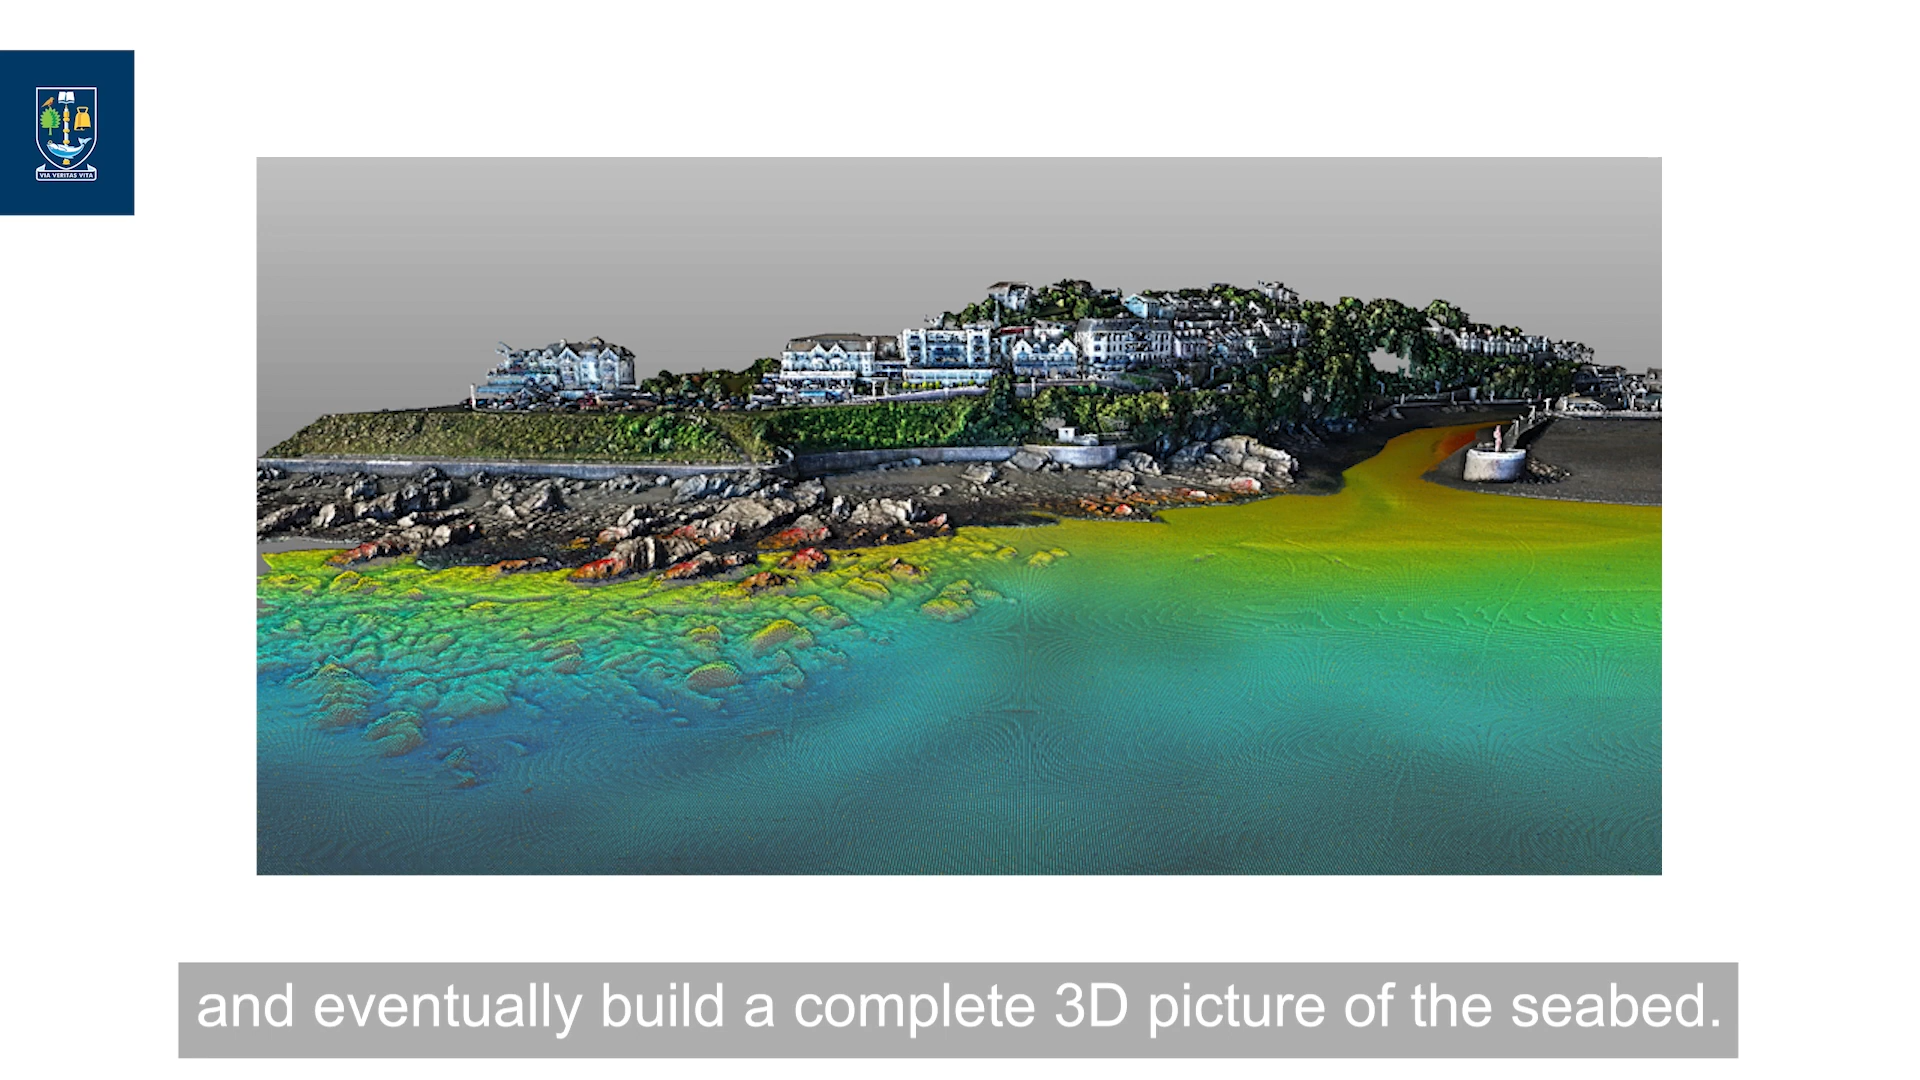 VIA VERITAS VITA
and eventually build a complete 3D picture of the seabed.